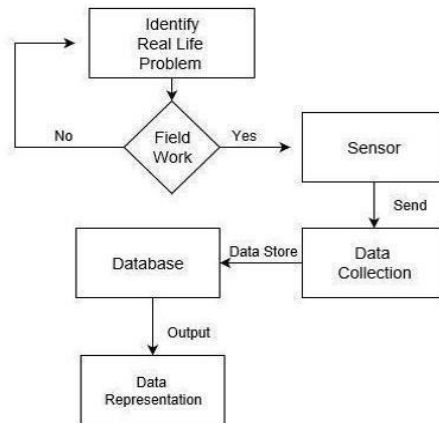 Identify
Real Life
Problem
No
Field
Work
Yes
Sensor
Send
Database
Data Store
Data
Collection
Output
Data
Representation